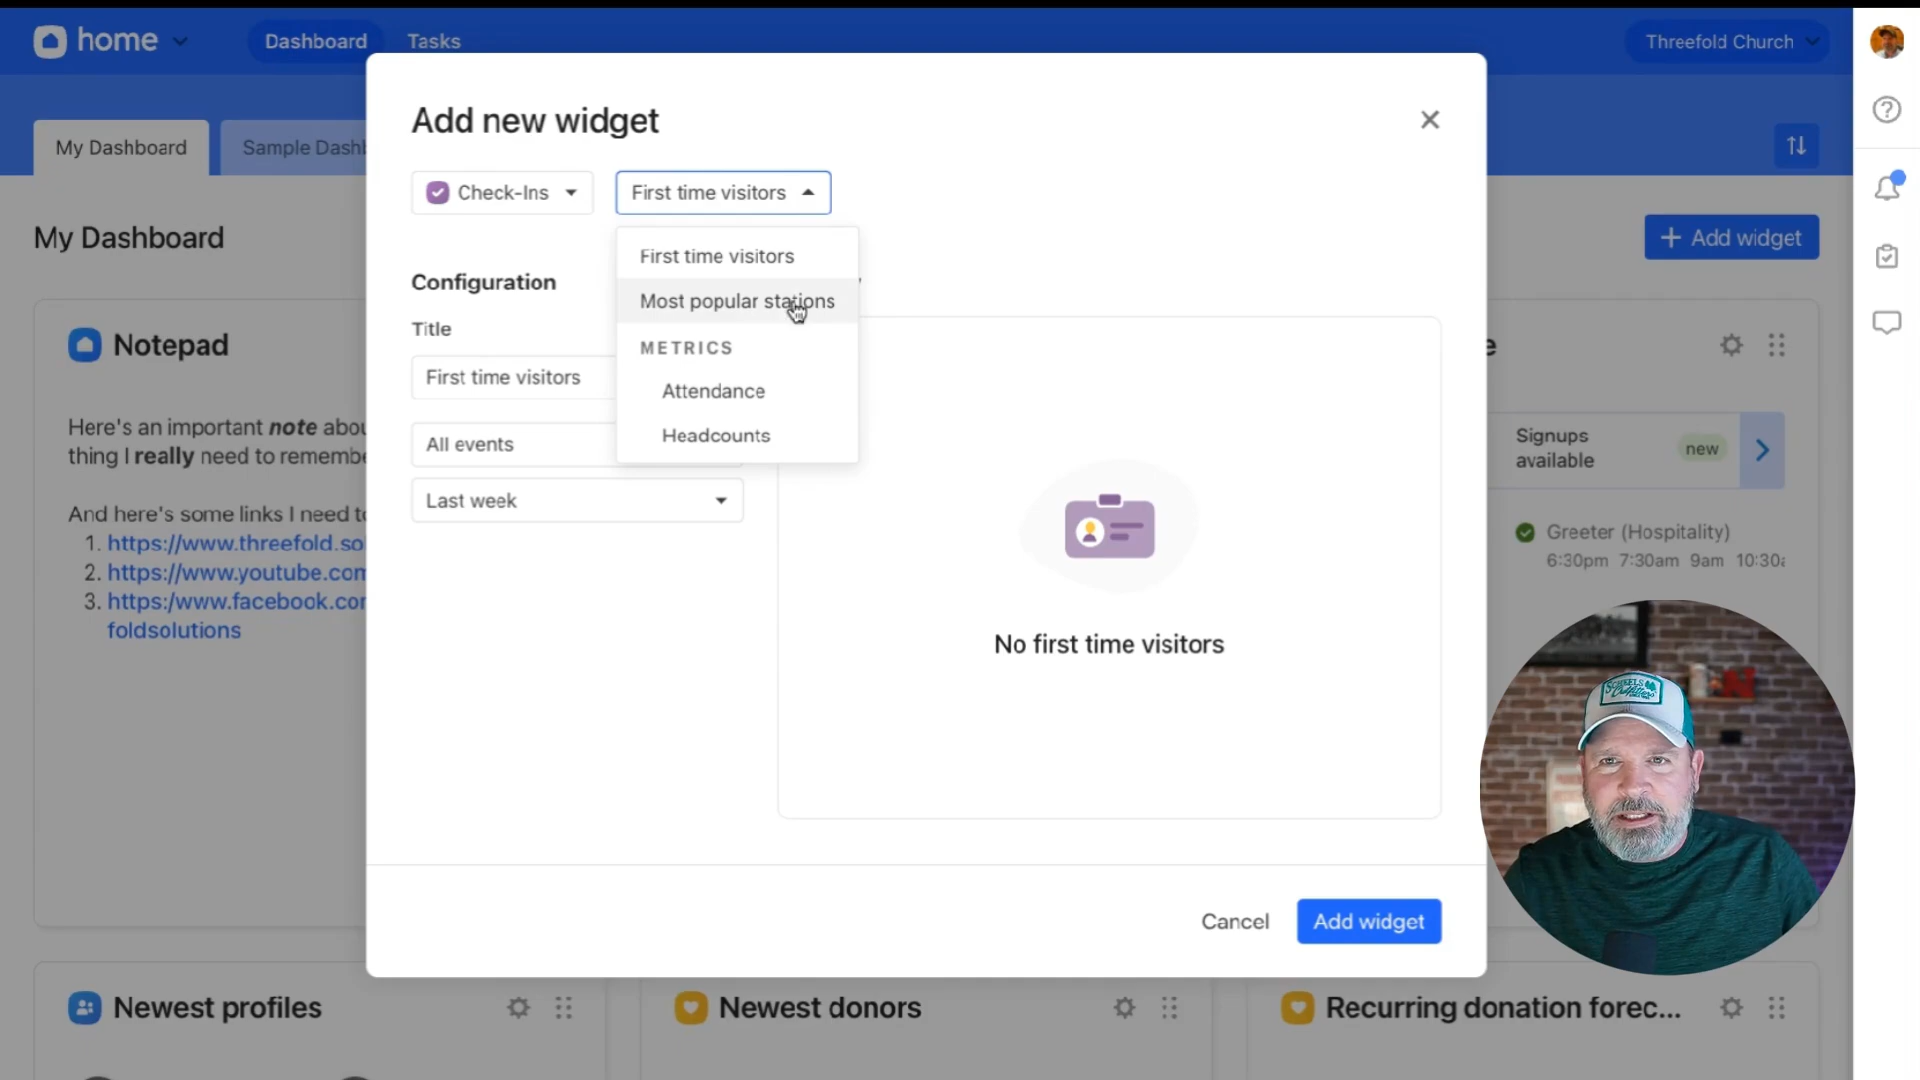 home
Dashboard
Tasks
Threefold Church
My Dashboard
Sample Dashb
My Dashboard
Add widget
Notepad
Here's an important note abou
thing I really need to remembe
And here's some links I need to
1. https://www.threefold.so
2. https://www.youtube.com
3. https:/www.facebook.com
foldsolutions
Add new widget
Check-Ins
First time visitors
First time visitors
Most popular stations
METRICS
Attendance
Headcounts
Configuration
Title
First time visitors
All events
Last week
No first time visitors
Cancel
Add widget
e
Signups
available
new
Greeter (Hospitality)
6:30pm 7:30am 9am 10:30a
SCHEELS
Outfitters
N
Newest profiles
Newest donors
Recurring donation forec...